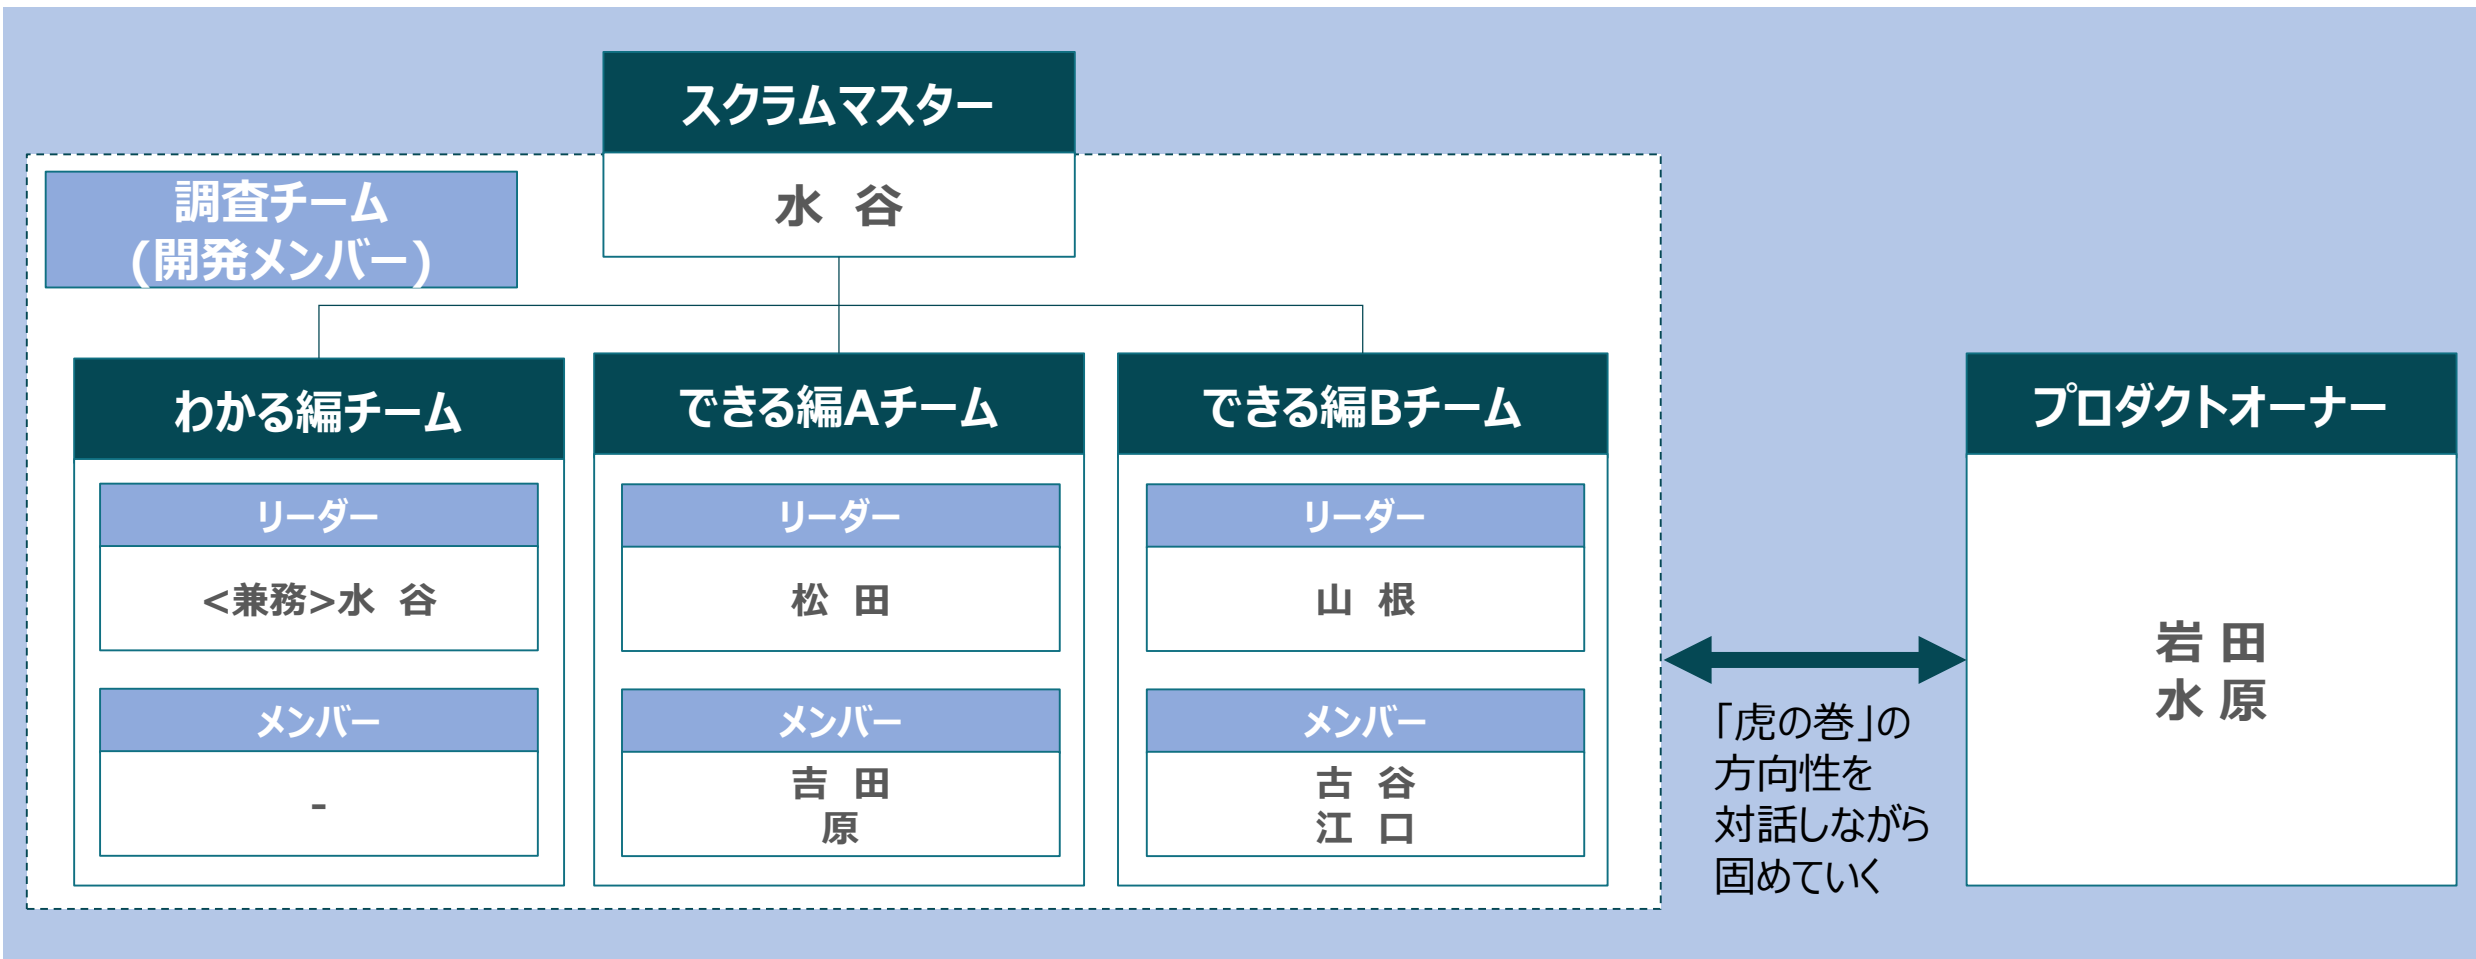 スクラムマスター
水 谷
調査チーム
(開発メンバー)
わかる編チーム
リーダー
<兼務>水 谷
メンバー
-
できる編Aチーム
リーダー
松 田
メンバー
吉 田
原
できる編Bチーム
リーダー
山 根
メンバー
古 谷
江 口
「虎の巻」の
方向性を
対話しながら
固めていく
プロダクトオーナー
岩 田
水 原